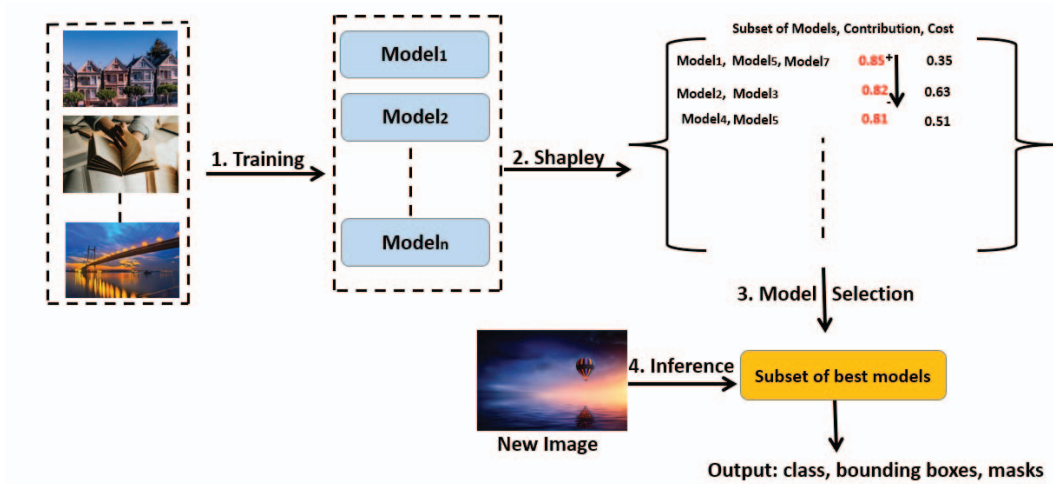 Subset of Models, Contribution, Cost
Model1, Model5, Model7 0.85+ 0.35
Model2, Model3 0.82 0.63
-
Model4, Model5 0.81 0.51
Model1
Model2
Modeln
1. Training
2. Shapley
3. Model Selection
4. Inference
New Image
Subset of best models
Output: class, bounding boxes, masks